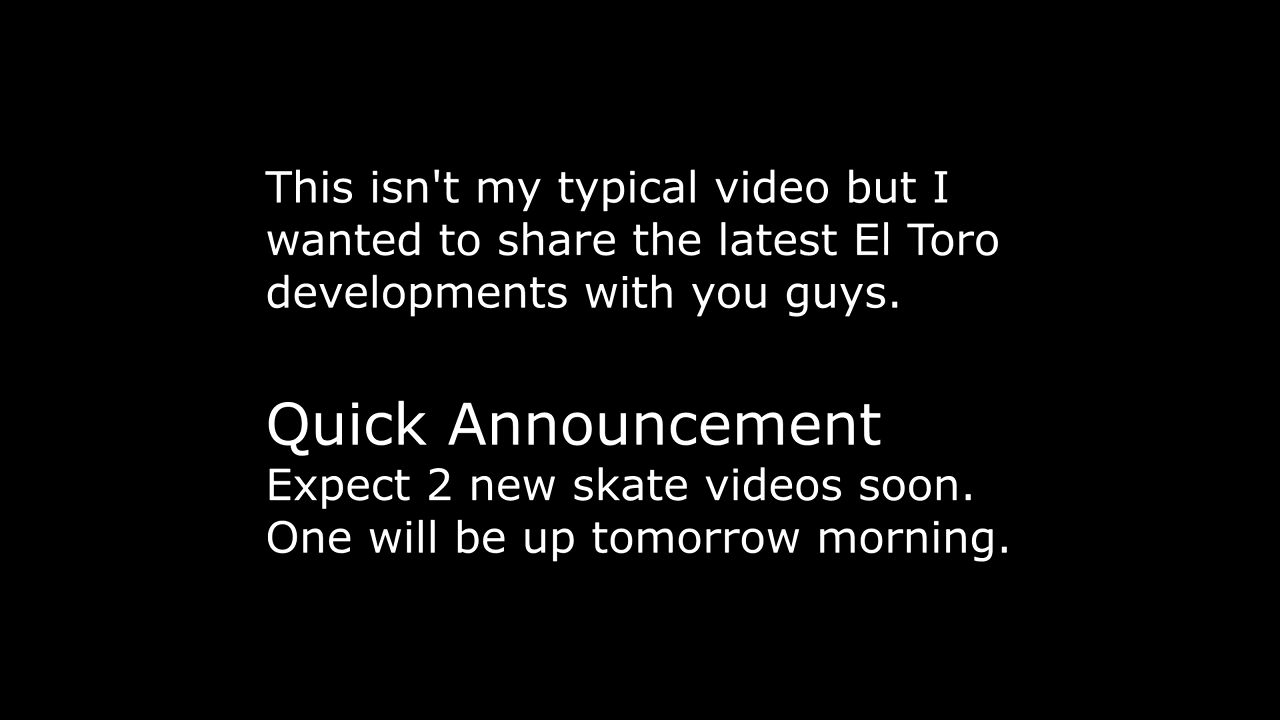 This isn't my typical video but I
wanted to share the latest El Toro
developments with you guys.
Quick Announcement
Expect 2 new skate videos soon.
One will be up tomorrow morning.